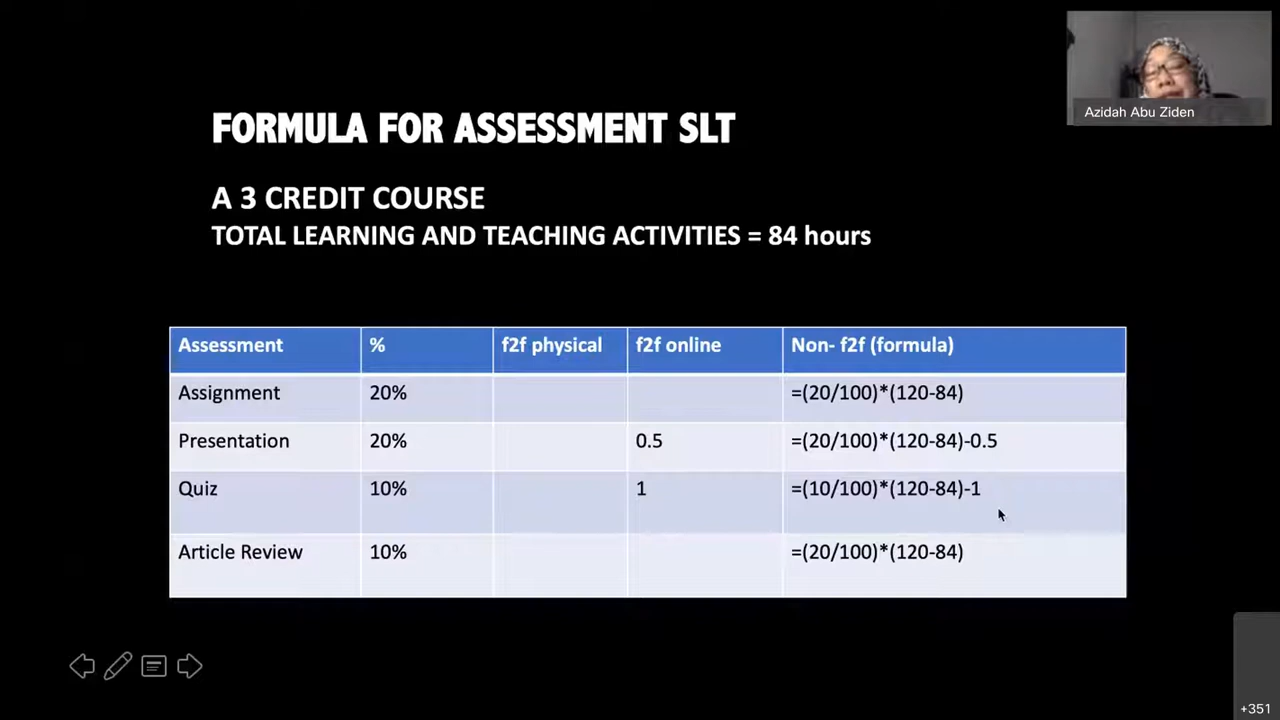 Azidah Abu Ziden
FORMULA FOR ASSESSMENT SLT
A 3 CREDIT COURSE
TOTAL LEARNING AND TEACHING ACTIVITIES = 84 hours
Assessment % f2f physical f2f online Non- f2f (formula)
Assignment 20% =(20/100)*(120-84)
Presentation 20% 0.5 =(20/100)*(120-84)-0.5
Quiz 10% 1 =(10/100)*(120-84)-1
Article Review 10% =(20/100)*(120-84)
+351